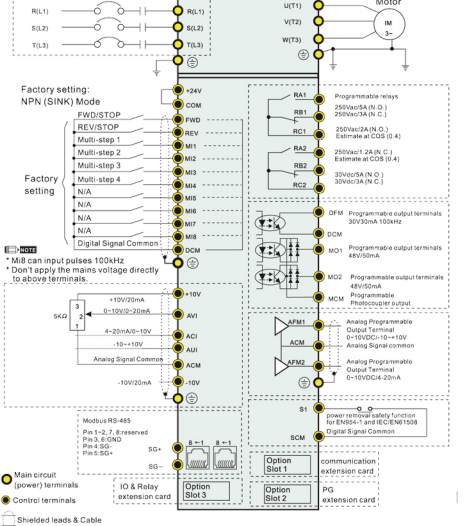 R(L1)
S(L2)
T(L3)
R(L1)
S(L2)
T(L3)
U(T1)
V(T2)
W(T3)
Motor
IM
3~
Factory setting:
NPN (SINK) Mode
+24V
COM
FWD/STOP
REV/STOP
Multi-step 1
Multi-step 2
Multi-step 3
Multi-step 4
N/A
N/A
N/A
N/A
Digital Signal Common
Factory
setting
FWD
REV
MI1
MI2
MI3
MI4
MI5
MI6
MI7
MI8
DCM
NOTE
* Mi8 can input pulses 100kHz
* Don't apply the mains voltage directly
to above terminals.
RA1
RB1
RC1
RA2
RB2
RC2
Programmable relays
250Vac/5A (N.O.)
250Vac/3A (N.C.)
250Vac/2A (N.O.)
Estimate at COS (0.4)
250Vac/1.2A (N.C.)
Estimate at COS (0.4)
30Vdc/5A (N.O.)
30Vdc/3A (N.C.)
DFM
DCM
MO1
MO2
MCM
Programmable output terminals
30V30mA 100kHz
Programmable output terminals
48V/50mA
Programmable output terminals
48V/50mA
Programmable
Photocoupler output
5KΩ
3
2
1
+10V/20mA
0~10V/0~20mA
4~20mA/0~10V
-10~+10V
Analog Signal Common
-10V/20mA
+10V
AVI
ACI
AUI
ACM
-10V
AFM1
ACM
AFM2
Analog Programmable
Output Terminal
0~10VDC/-10~+10V
Analog Signal common
Analog Programmable
Output Terminal
0~10VDC/4-20mA
S1
SCM
power removal safety function
for EN954-1 and IEC/EN61508
Digital Signal Common
Modbus RS-485
Pin 1~2, 7, 8:reserved
Pin 3, 6:GND
Pin 4:SG-
Pin 5:SG+
SG+
SG-
8 ←1
8 ←1
IO & Relay
extension card
Option
Slot 3
Option
Slot 1
communication
extension card
Option
Slot 2
PG
extension card
Main circuit
(power) terminals
Control terminals
Shielded leads & Cable